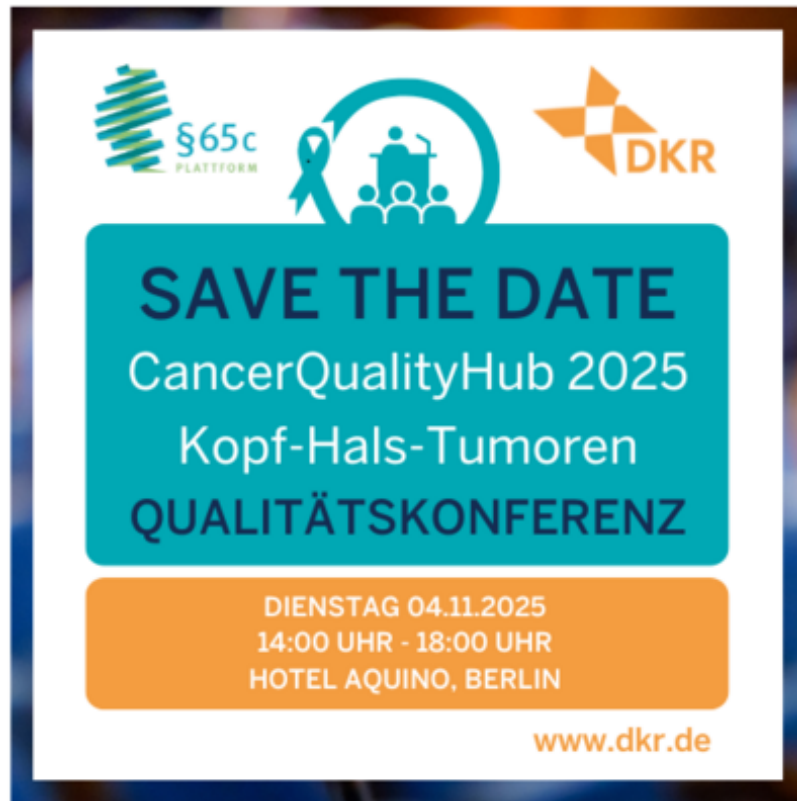 §65c
PLATTFORM
DKR
SAVE THE DATE
CancerQualityHub 2025
Kopf-Hals-Tumoren
QUALITÄTSKONFERENZ
DIENSTAG 04.11.2025
14:00 UHR - 18:00 UHR
HOTEL AQUINO, BERLIN
www.dkr.de